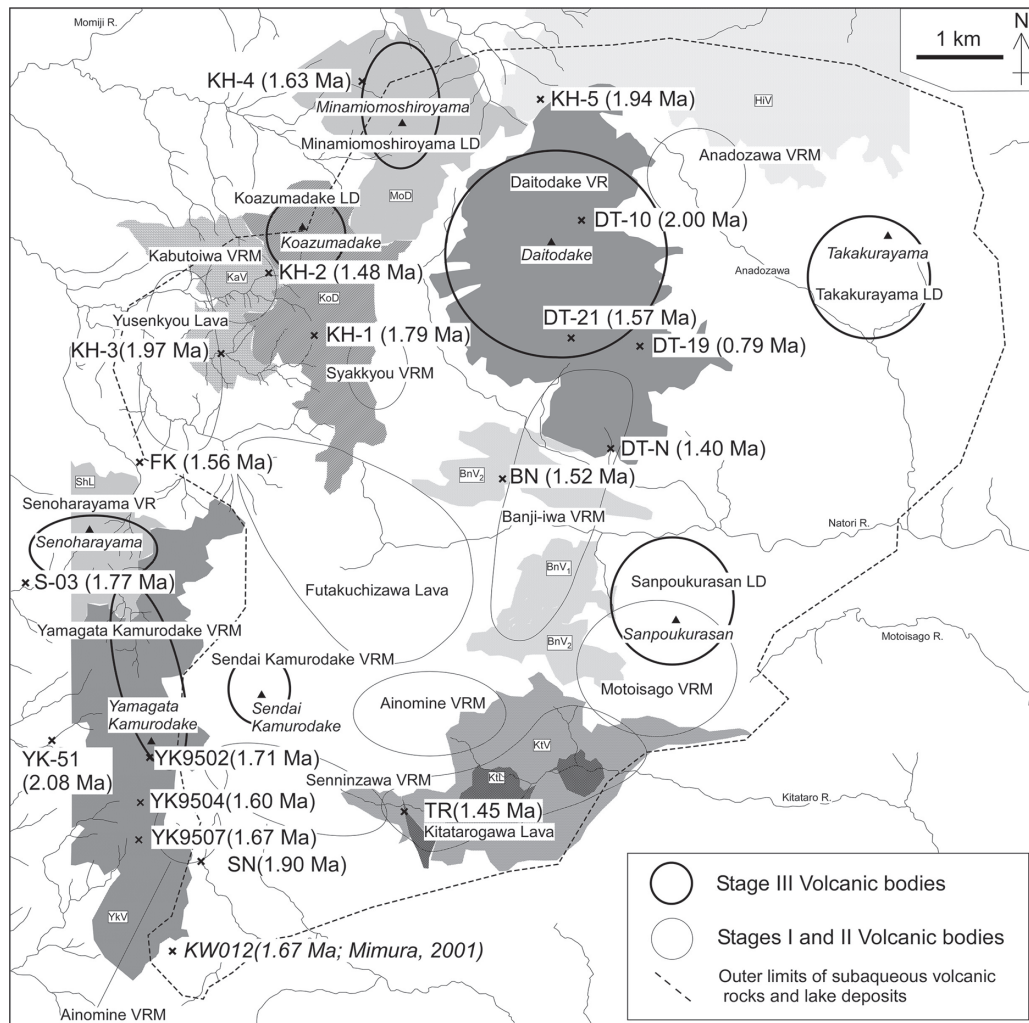 Momiji R.
1 km
N
KH-4 (1.63 Ma)
Minamiomoshiroyama
Minamiomoshiroyama LD
KH-5 (1.94 Ma)
HiV
Anadozawa VRM
Daitodake VR
MoD
Koazumadake LD
Koazumadake
DT-10 (2.00 Ma)
Daitodake
Takakurayama
Kabutoiwa VRM
KaV
KH-2 (1.48 Ma)
KoD
Anadozawa
Takakurayama LD
Yusenkyou Lava
KH-1 (1.79 Ma)
DT-21 (1.57 Ma)
DT-19 (0.79 Ma)
KH-3(1.97 Ma)
Syakkyou VRM
DT-N (1.40 Ma)
FK (1.56 Ma)
ShL
BnV2
BN (1.52 Ma)
Senoharayama VR
Senoharayama
Banji-iwa VRM
Natori R.
S-03 (1.77 Ma)
Futakuchizawa Lava
BnV1
Sanpoukurasan LD
Sanpoukurasan
Yamagata Kamurodake VRM
BnV2
Motoisago R.
Sendai Kamurodake VRM
Sendai
Kamurodake
Yamagata
Kamurodake
Ainomine VRM
Motoisago VRM
YK-51
(2.08 Ma)
YK9502(1.71 Ma)
KtV
Senninzawa VRM
KtL
YK9504(1.60 Ma)
TR(1.45 Ma)
Kitatarogawa Lava
Kitataro R.
YK9507(1.67 Ma)
SN(1.90 Ma)
YkV
KW012(1.67 Ma; Mimura, 2001)
Ainomine VRM
Stage III Volcanic bodies
Stages I and II Volcanic bodies
Outer limits of subaqueous volcanic
rocks and lake deposits